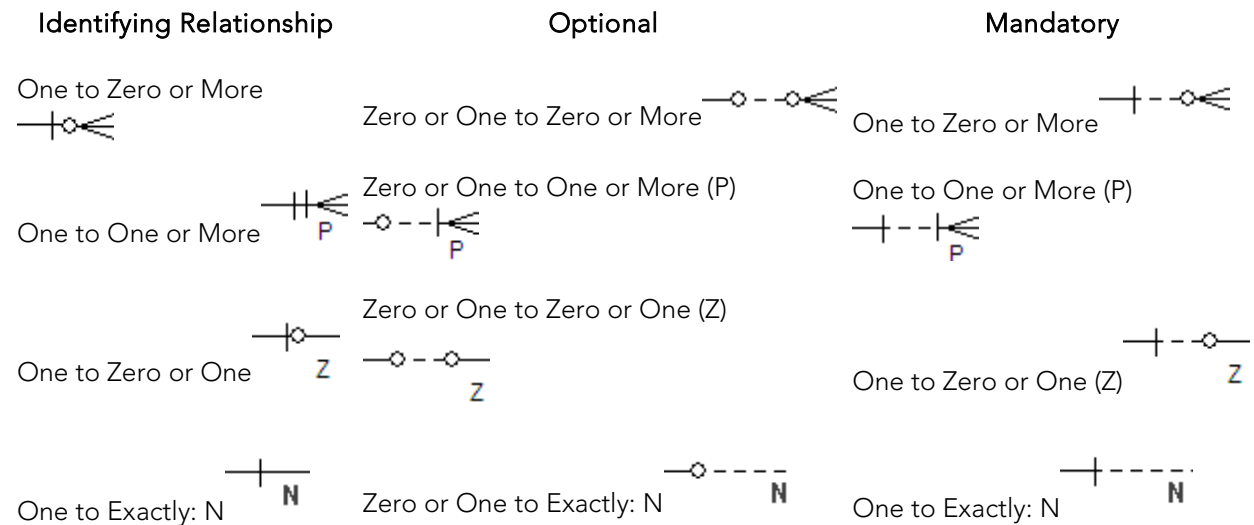 Identifying Relationship
Optional
Mandatory
One to Zero or More
Zero or One to Zero or More
One to Zero or More
One to One or More
P
Zero or One to One or More (P)
P
One to One or More (P)
P
One to Zero or One
Z
Zero or One to Zero or One (Z)
Z
One to Zero or One (Z)
Z
One to Exactly: N
N
Zero or One to Exactly: N
N
One to Exactly: N
N